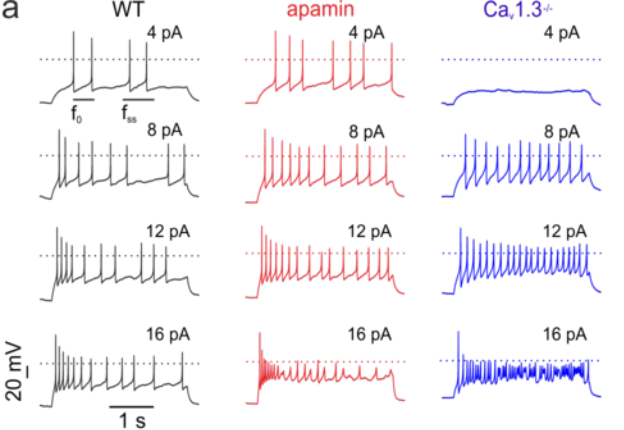 a
WT apamin Caᵥ1.3⁻/⁻
4 pA 4 pA 4 pA
f₀ fₛₛ
8 pA 8 pA 8 pA
12 pA 12 pA 12 pA
16 pA 16 pA 16 pA
20 mV
1 s